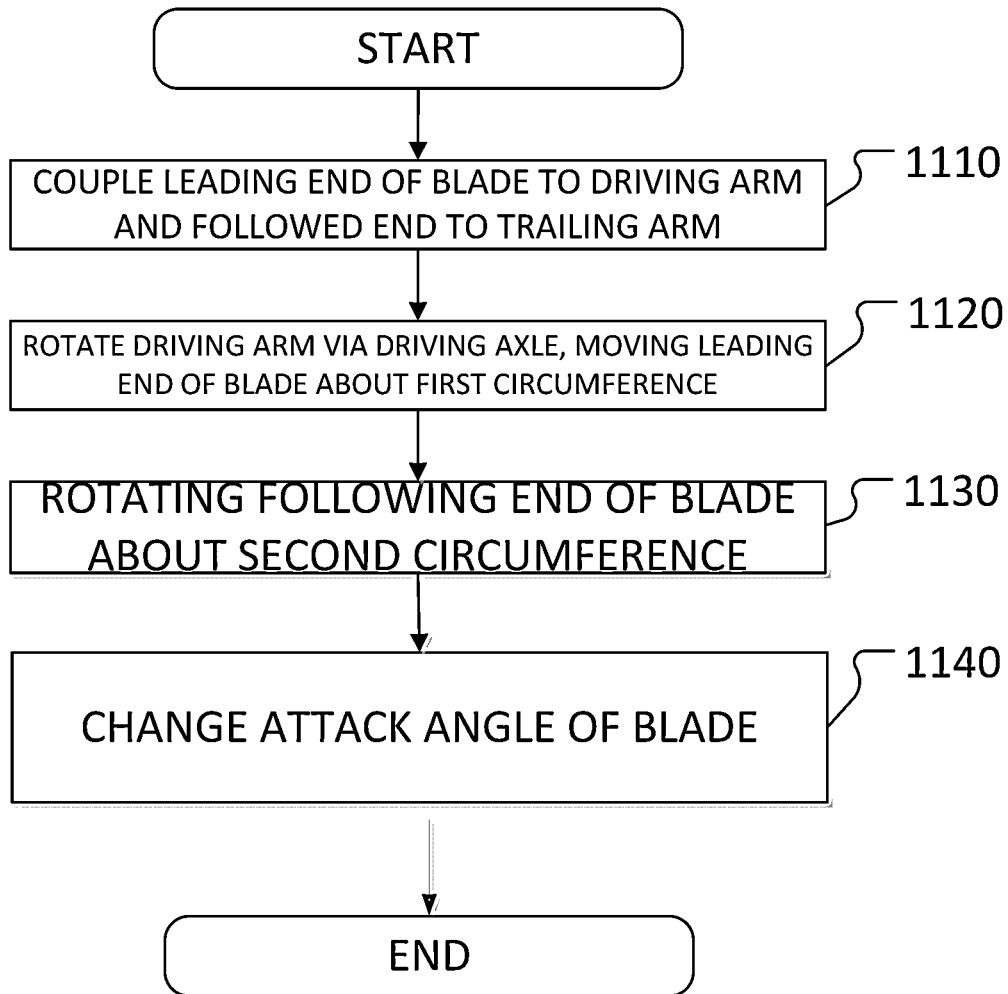 START
COUPLE LEADING END OF BLADE TO DRIVING ARM
AND FOLLOWED END TO TRAILING ARM
1110
ROTATE DRIVING ARM VIA DRIVING AXLE, MOVING LEADING
END OF BLADE ABOUT FIRST CIRCUMFERENCE
1120
ROTATING FOLLOWING END OF BLADE
ABOUT SECOND CIRCUMFERENCE
1130
CHANGE ATTACK ANGLE OF BLADE
1140
END